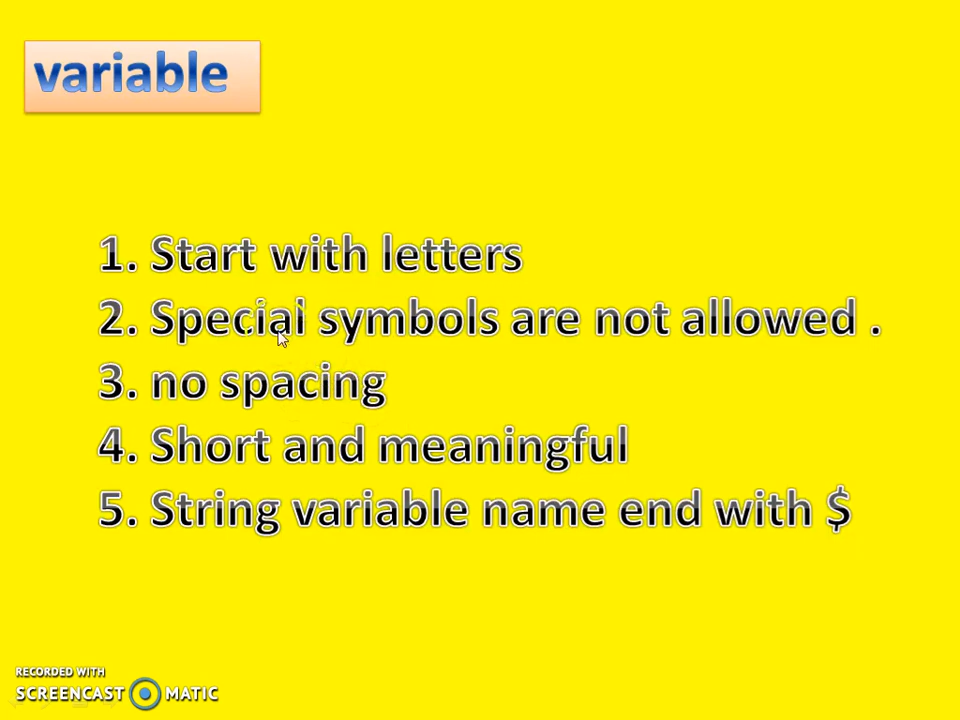 variable
1. Start with letters
2. Special symbols are not allowed .
3. no spacing
4. Short and meaningful
5. String variable name end with $
RECORDED WITH
SCREENCAST MATIC